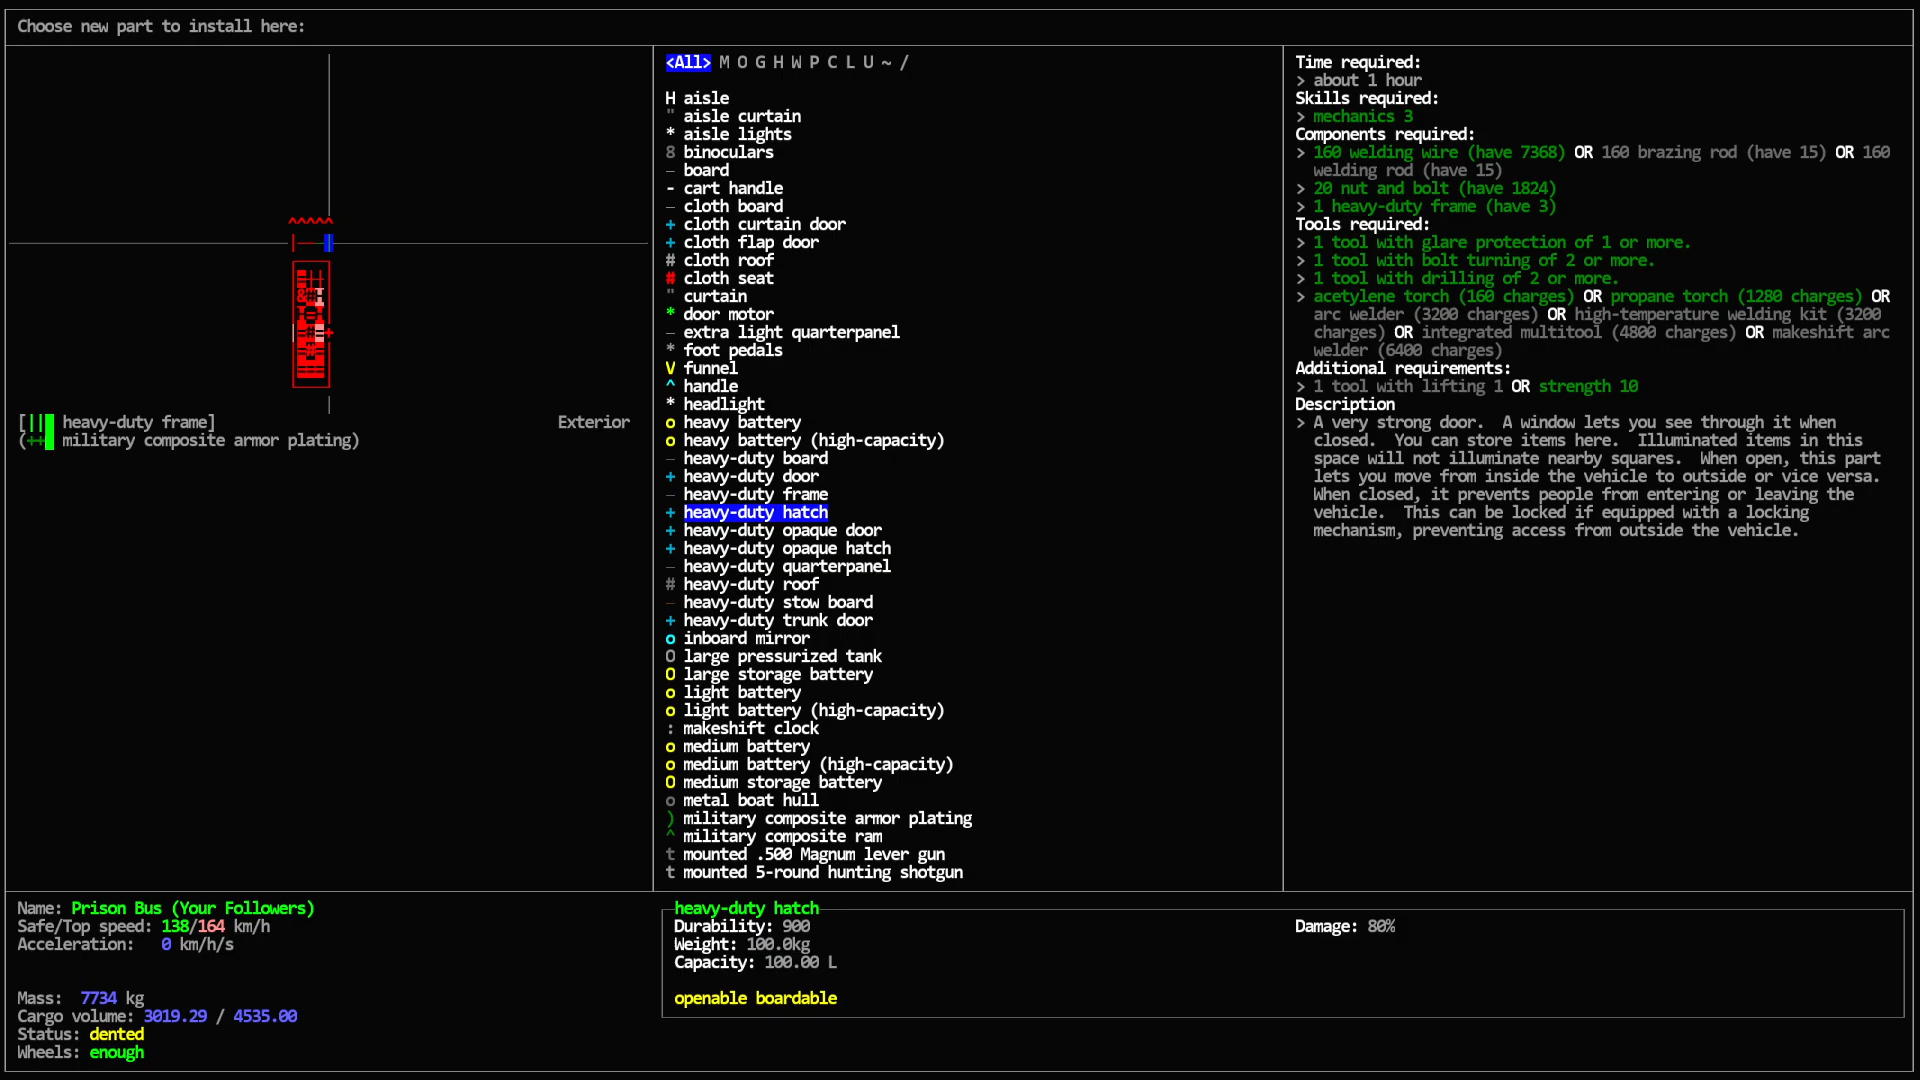 Choose new part to install here:
<All> M O G H W P C L U ~ /
H aisle
" aisle curtain
* aisle lights
8 binoculars
– board
- cart handle
– cloth board
+ cloth curtain door
+ cloth flap door
# cloth roof
# cloth seat
" curtain
* door motor
– extra light quarterpanel
* foot pedals
V funnel
^ handle
* headlight
o heavy battery
o heavy battery (high-capacity)
– heavy-duty board
+ heavy-duty door
– heavy-duty frame
+ heavy-duty hatch
+ heavy-duty opaque door
+ heavy-duty opaque hatch
– heavy-duty quarterpanel
# heavy-duty roof
– heavy-duty stow board
+ heavy-duty trunk door
o inboard mirror
O large pressurized tank
O large storage battery
o light battery
o light battery (high-capacity)
: makeshift clock
o medium battery
o medium battery (high-capacity)
O medium storage battery
o metal boat hull
) military composite armor plating
^ military composite ram
t mounted .500 Magnum lever gun
t mounted 5-round hunting shotgun
[|| heavy-duty frame] Exterior
(++ military composite armor plating)
Time required:
> about 1 hour
Skills required:
> mechanics 3
Components required:
> 160 welding wire (have 7368) OR 160 brazing rod (have 15) OR 160
welding rod (have 15)
> 20 nut and bolt (have 1824)
> 1 heavy-duty frame (have 3)
Tools required:
> 1 tool with glare protection of 1 or more.
> 1 tool with bolt turning of 2 or more.
> 1 tool with drilling of 2 or more.
> acetylene torch (160 charges) OR propane torch (1280 charges) OR
arc welder (3200 charges) OR high-temperature welding kit (3200
charges) OR integrated multitool (4800 charges) OR makeshift arc
welder (6400 charges)
Additional requirements:
> 1 tool with lifting 1 OR strength 10
Description
> A very strong door.  A window lets you see through it when
closed.  You can store items here.  Illuminated items in this
space will not illuminate nearby squares.  When open, this part
lets you move from inside the vehicle to outside or vice versa.
When closed, it prevents people from entering or leaving the
vehicle.  This can be locked if equipped with a locking
mechanism, preventing access from outside the vehicle.
Name: Prison Bus (Your Followers)
Safe/Top speed: 138/164 km/h
Acceleration: 0 km/h/s
Mass: 7734 kg
Cargo volume: 3019.29 / 4535.00
Status: dented
Wheels: enough
heavy-duty hatch
Durability: 900 Damage: 80%
Weight: 100.0kg
Capacity: 100.00 L
openable boardable